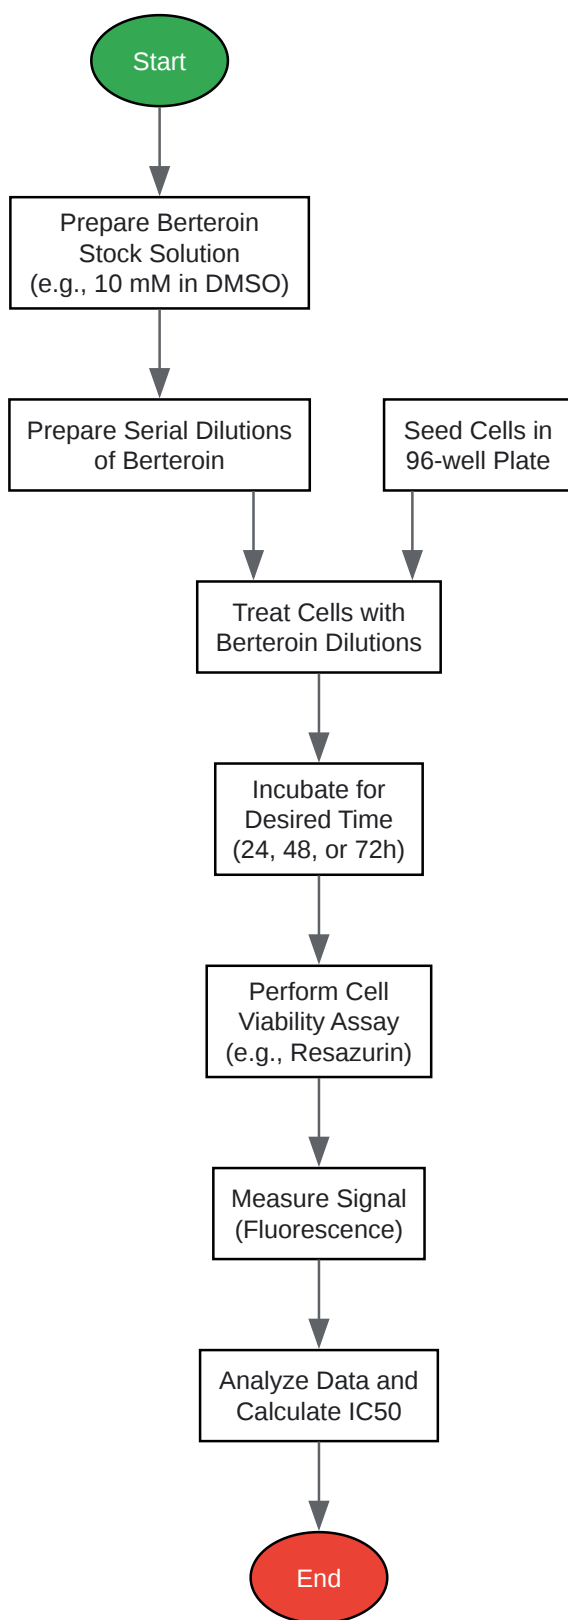 Start
Prepare Berteroin
Stock Solution
(e.g., 10 mM in DMSO)
Prepare Serial Dilutions
of Berteroin
Seed Cells in
96-well Plate
Treat Cells with
Berteroin Dilutions
Incubate for
Desired Time
(24, 48, or 72h)
Perform Cell
Viability Assay
(e.g., Resazurin)
Measure Signal
(Fluorescence)
Analyze Data and
Calculate IC50
End